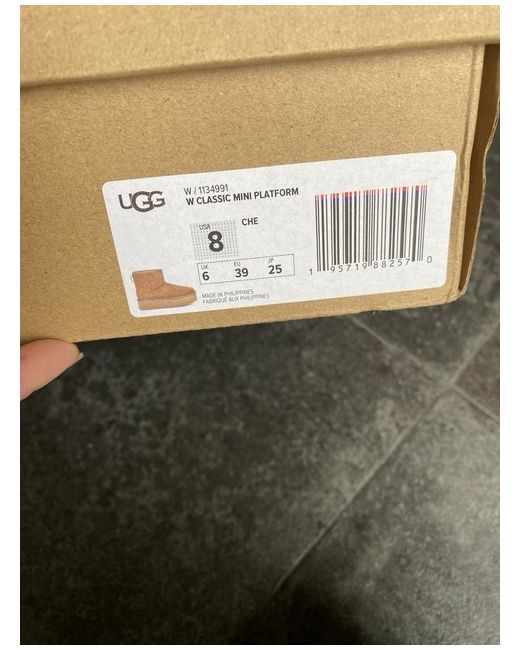 UGG
W / 1134991
W CLASSIC MINI PLATFORM
USA
8
CHE
UK EU JP
6 39 25
MADE IN PHILIPPINES
FABRIQUÉ AUX PHILIPPINES
1 95719 88257 0